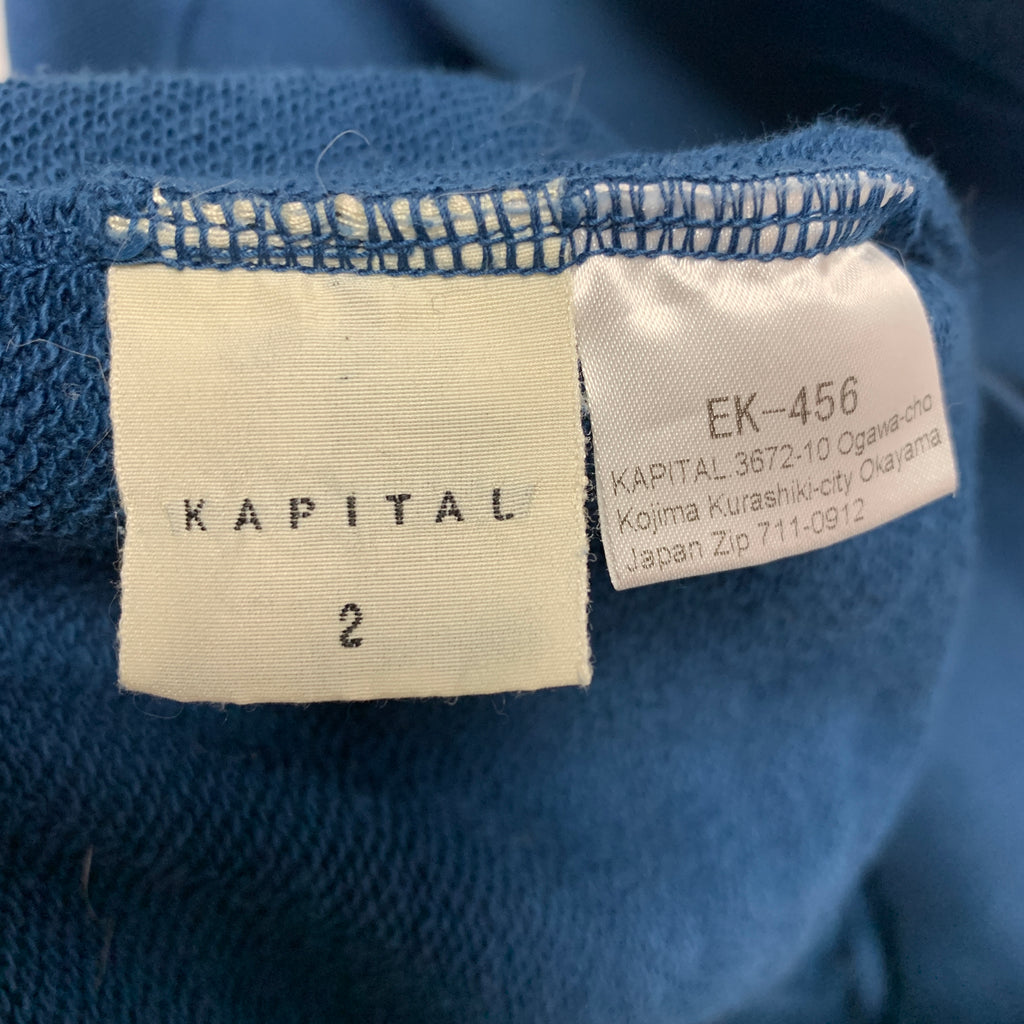 KAPITAL
2
EK-456
KAPITAL 3672-10 Ogawa-cho
Kojima Kurashiki-city Okayama
Japan Zip 711-0912